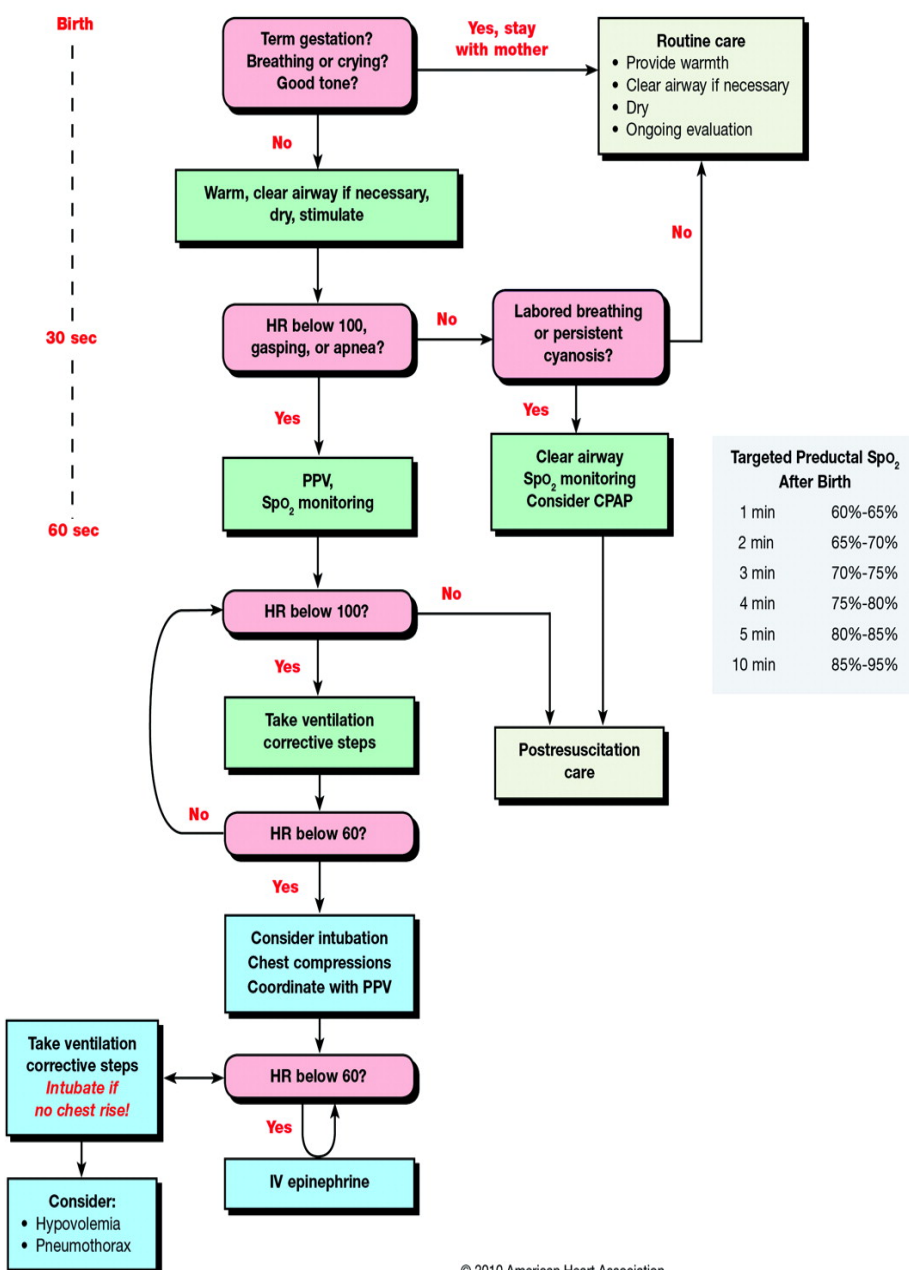 Birth
Term gestation?
Breathing or crying?
Good tone?
Yes, stay
with mother
Routine care
• Provide warmth
• Clear airway if necessary
• Dry
• Ongoing evaluation
No
Warm, clear airway if necessary,
dry, stimulate
No
30 sec
HR below 100,
gasping, or apnea?
No
Labored breathing
or persistent
cyanosis?
Yes
Yes
PPV,
SpO₂ monitoring
Clear airway
SpO₂ monitoring
Consider CPAP
60 sec
Targeted Preductal SpO₂
After Birth
1 min 60%-65%
2 min 65%-70%
3 min 70%-75%
4 min 75%-80%
5 min 80%-85%
10 min 85%-95%
HR below 100?
No
Yes
Take ventilation
corrective steps
Postresuscitation
care
No
HR below 60?
Yes
Consider intubation
Chest compressions
Coordinate with PPV
Take ventilation
corrective steps
Intubate if
no chest rise!
HR below 60?
Yes
IV epinephrine
Consider:
• Hypovolemia
• Pneumothorax
© 2010 American Heart Association